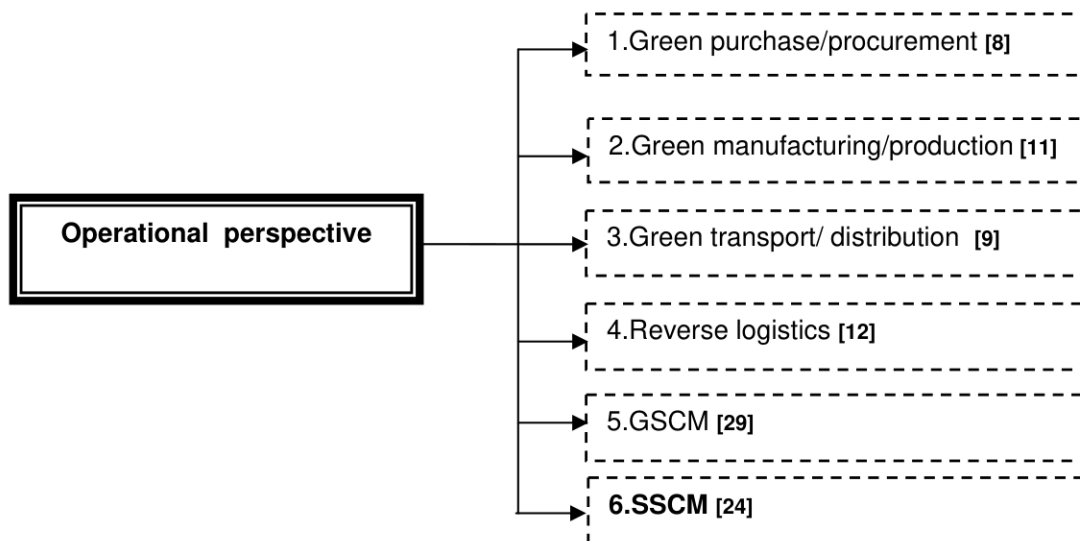 1.Green purchase/procurement [8]
2.Green manufacturing/production [11]
Operational perspective
3.Green transport/ distribution [9]
4.Reverse logistics [12]
5.GSCM [29]
6.SSCM [24]